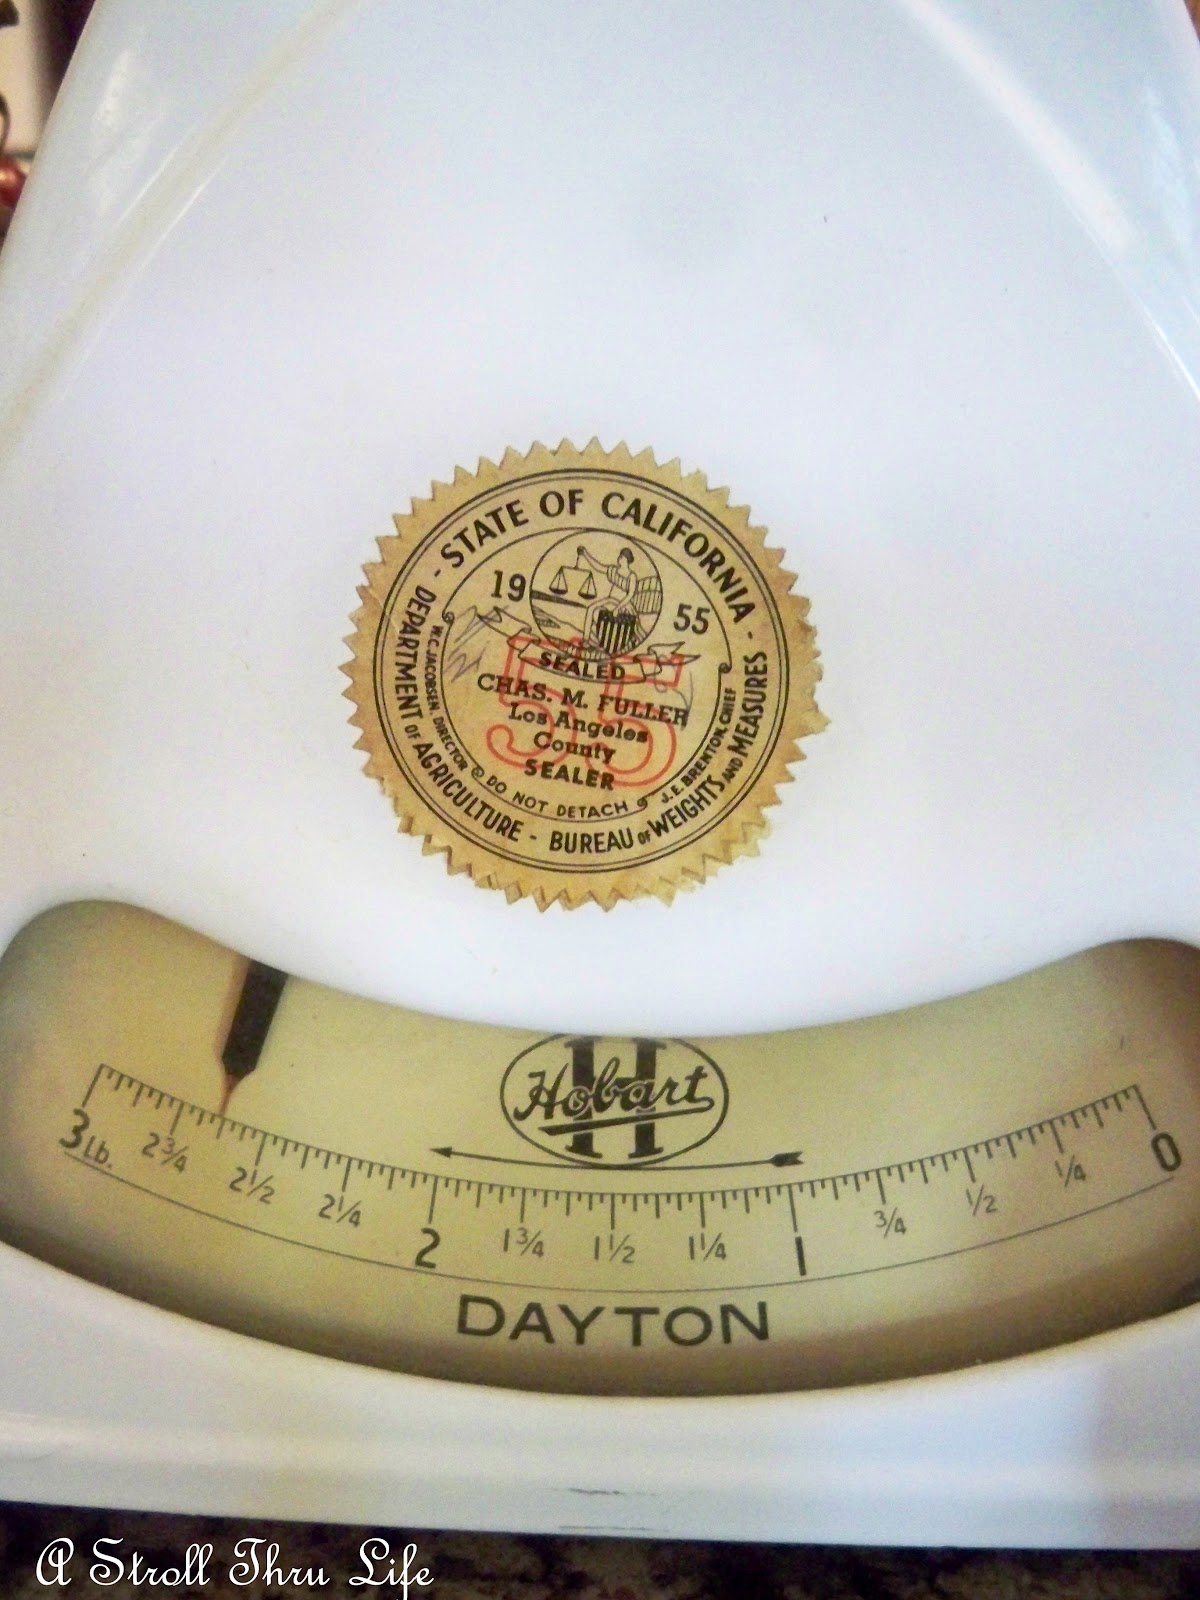 STATE OF CALIFORNIA
DEPARTMENT OF AGRICULTURE - BUREAU OF WEIGHTS AND MEASURES
19 55
55
SEALED
CHAS. M. FULLER
Los Angeles
County
SEALER
W.C. JACOBSEN, DIRECTOR
DO NOT DETACH
J.E. BRENTON, CHIEF
H
Hobart
3 Lb. 2¾ 2½ 2¼ 2 1¾ 1½ 1¼ 1 ¾ ½ ¼ 0
DAYTON
A Stroll Thru Life